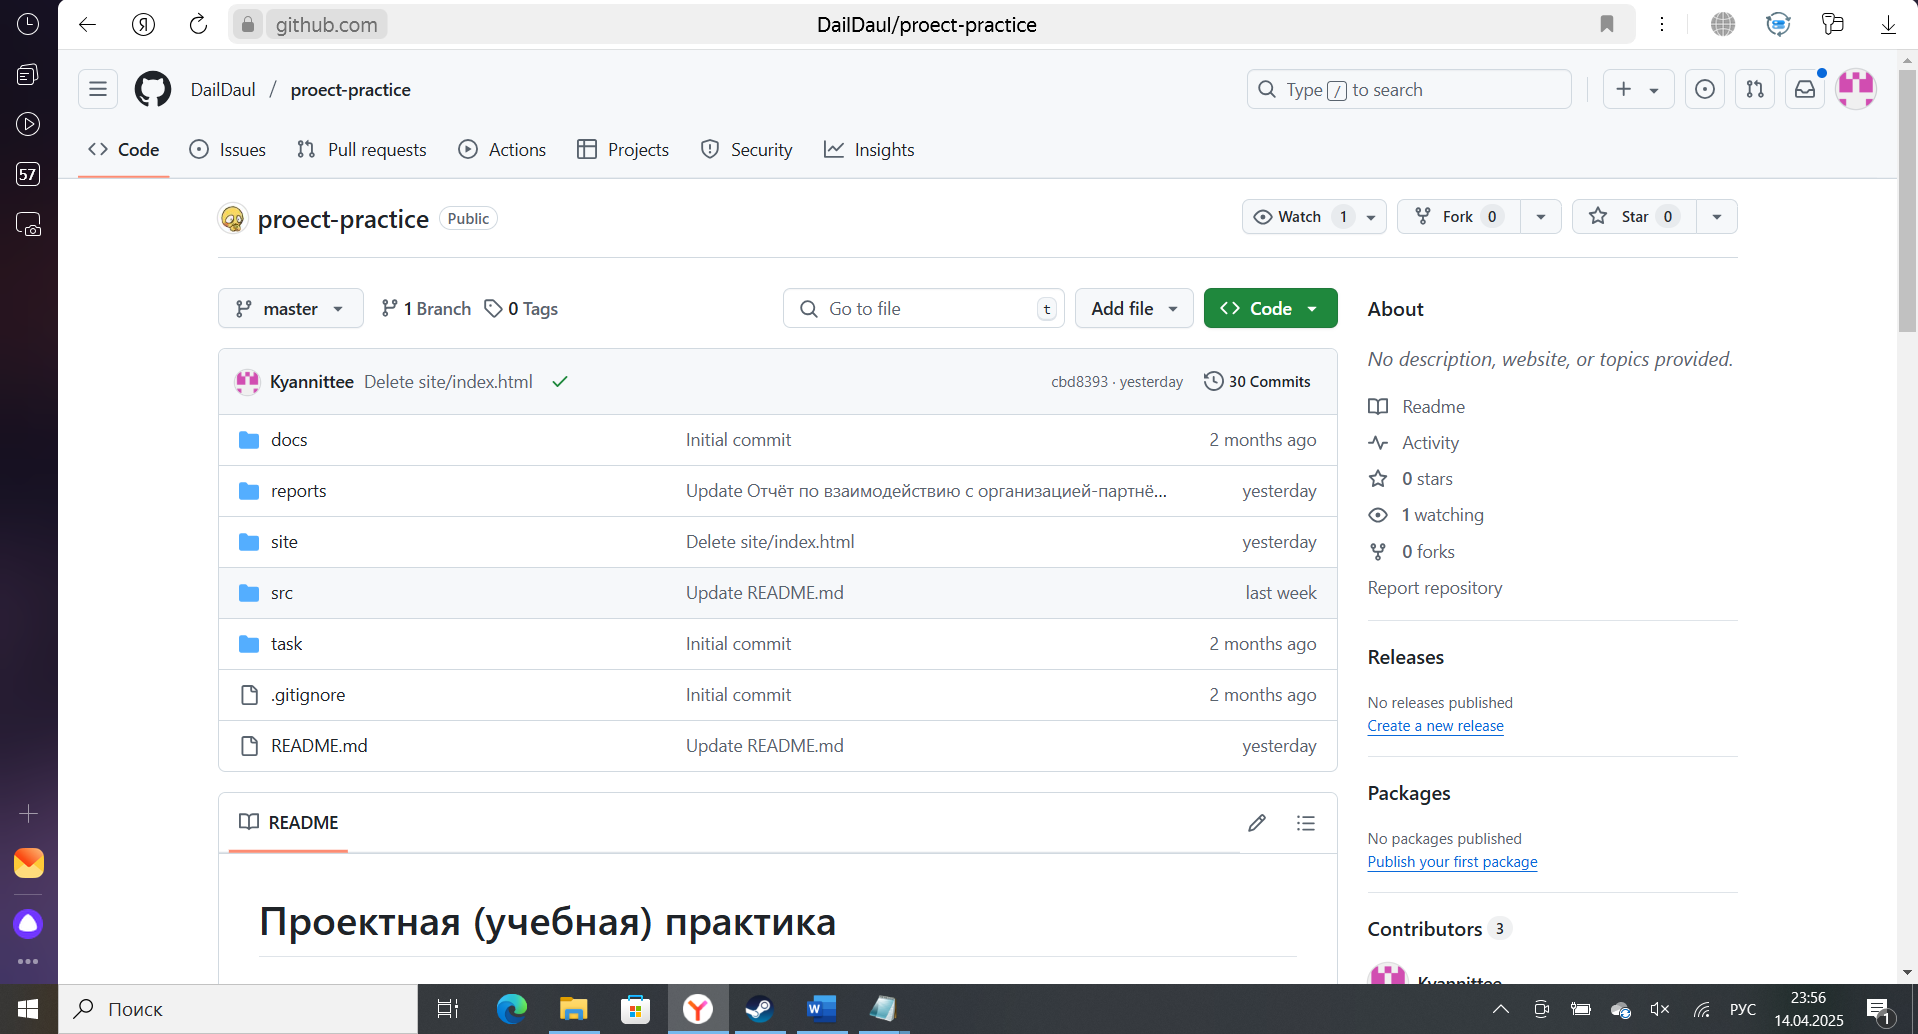 github.com
DailDaul/proect-practice
DailDaul / proect-practice
Type / to search
Code
Issues
Pull requests
Actions
Projects
Security
Insights
57
proect-practice
Public
Watch 1
Fork 0
Star 0
master
1 Branch
0 Tags
Go to file
t
Add file
Code
Kyannittee Delete site/index.html
cbd8393 · yesterday
30 Commits
docs Initial commit 2 months ago
reports Update Отчёт по взаимодействию с организацией-партнё... yesterday
site Delete site/index.html yesterday
src Update README.md last week
task Initial commit 2 months ago
.gitignore Initial commit 2 months ago
README.md Update README.md yesterday
README
Проектная (учебная) практика
About
No description, website, or topics provided.
Readme
Activity
0 stars
1 watching
0 forks
Report repository
Releases
No releases published
Create a new release
Packages
No packages published
Publish your first package
Contributors 3
Kyannittee
Поиск
РУС
23:56
14.04.2025
1